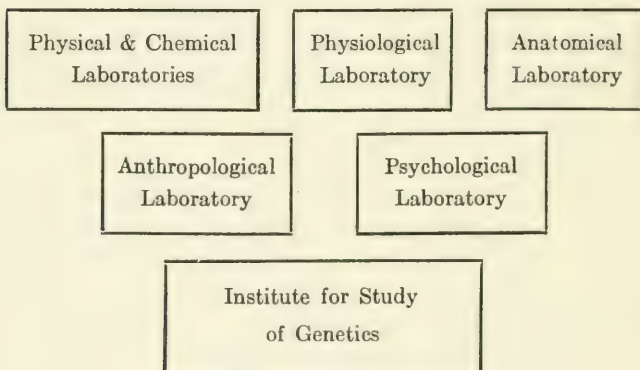 Physical & Chemical
Laboratories
Physiological
Laboratory
Anatomical
Laboratory
Anthropological
Laboratory
Psychological
Laboratory
Institute for Study
of Genetics